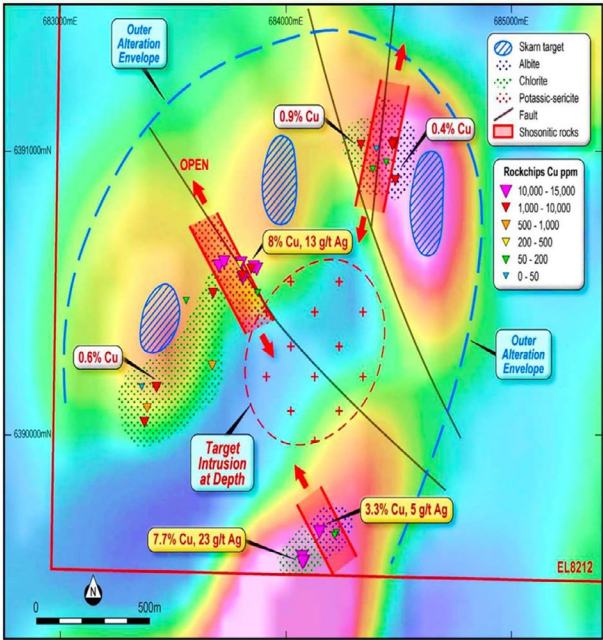 683000mE
684000mE
685000mE
Outer
Alteration
Envelope
Skarn target
Albite
Chlorite
Potassic-sericite
Fault
Shosonitic rocks
0.9% Cu
0.4% Cu
6391000mN
OPEN
Rockchips Cu ppm
10,000 - 15,000
1,000 - 10,000
500 - 1,000
200 - 500
50 - 200
0 - 50
8% Cu, 13 g/t Ag
0.6% Cu
Outer
Alteration
Envelope
6390000mN
Target
Intrusion
at Depth
3.3% Cu, 5 g/t Ag
7.7% Cu, 23 g/t Ag
EL8212
N
0
500m